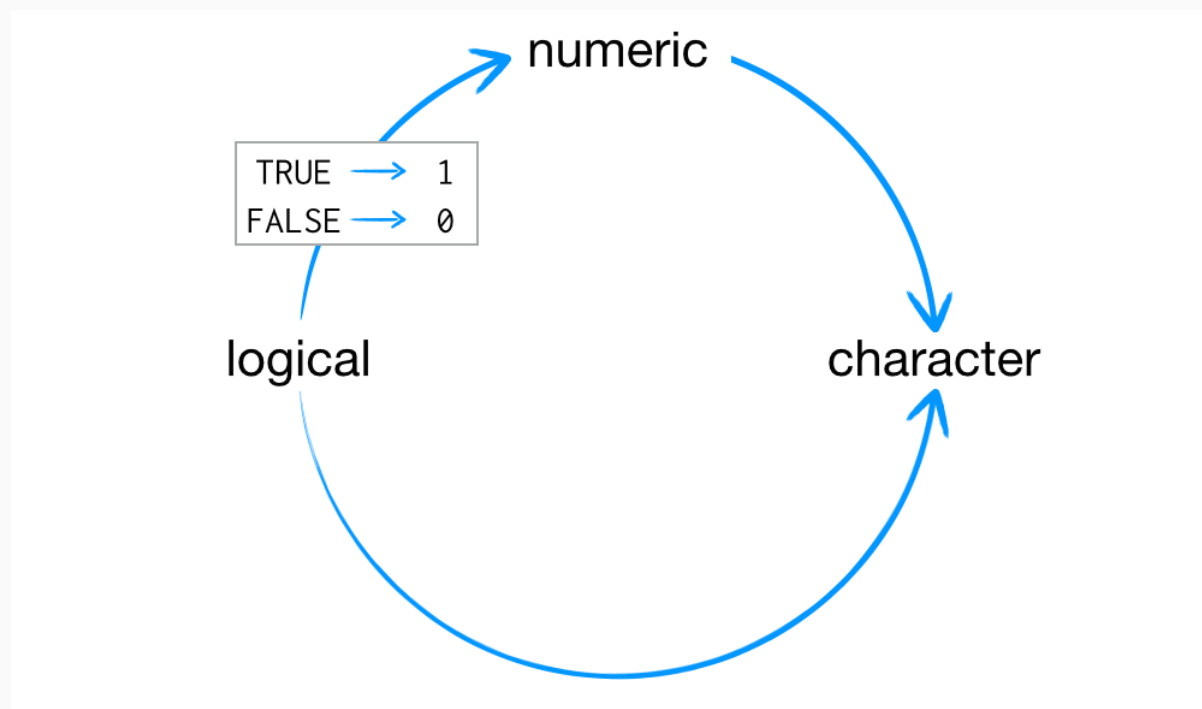 numeric
TRUE → 1
FALSE → 0
logical
character